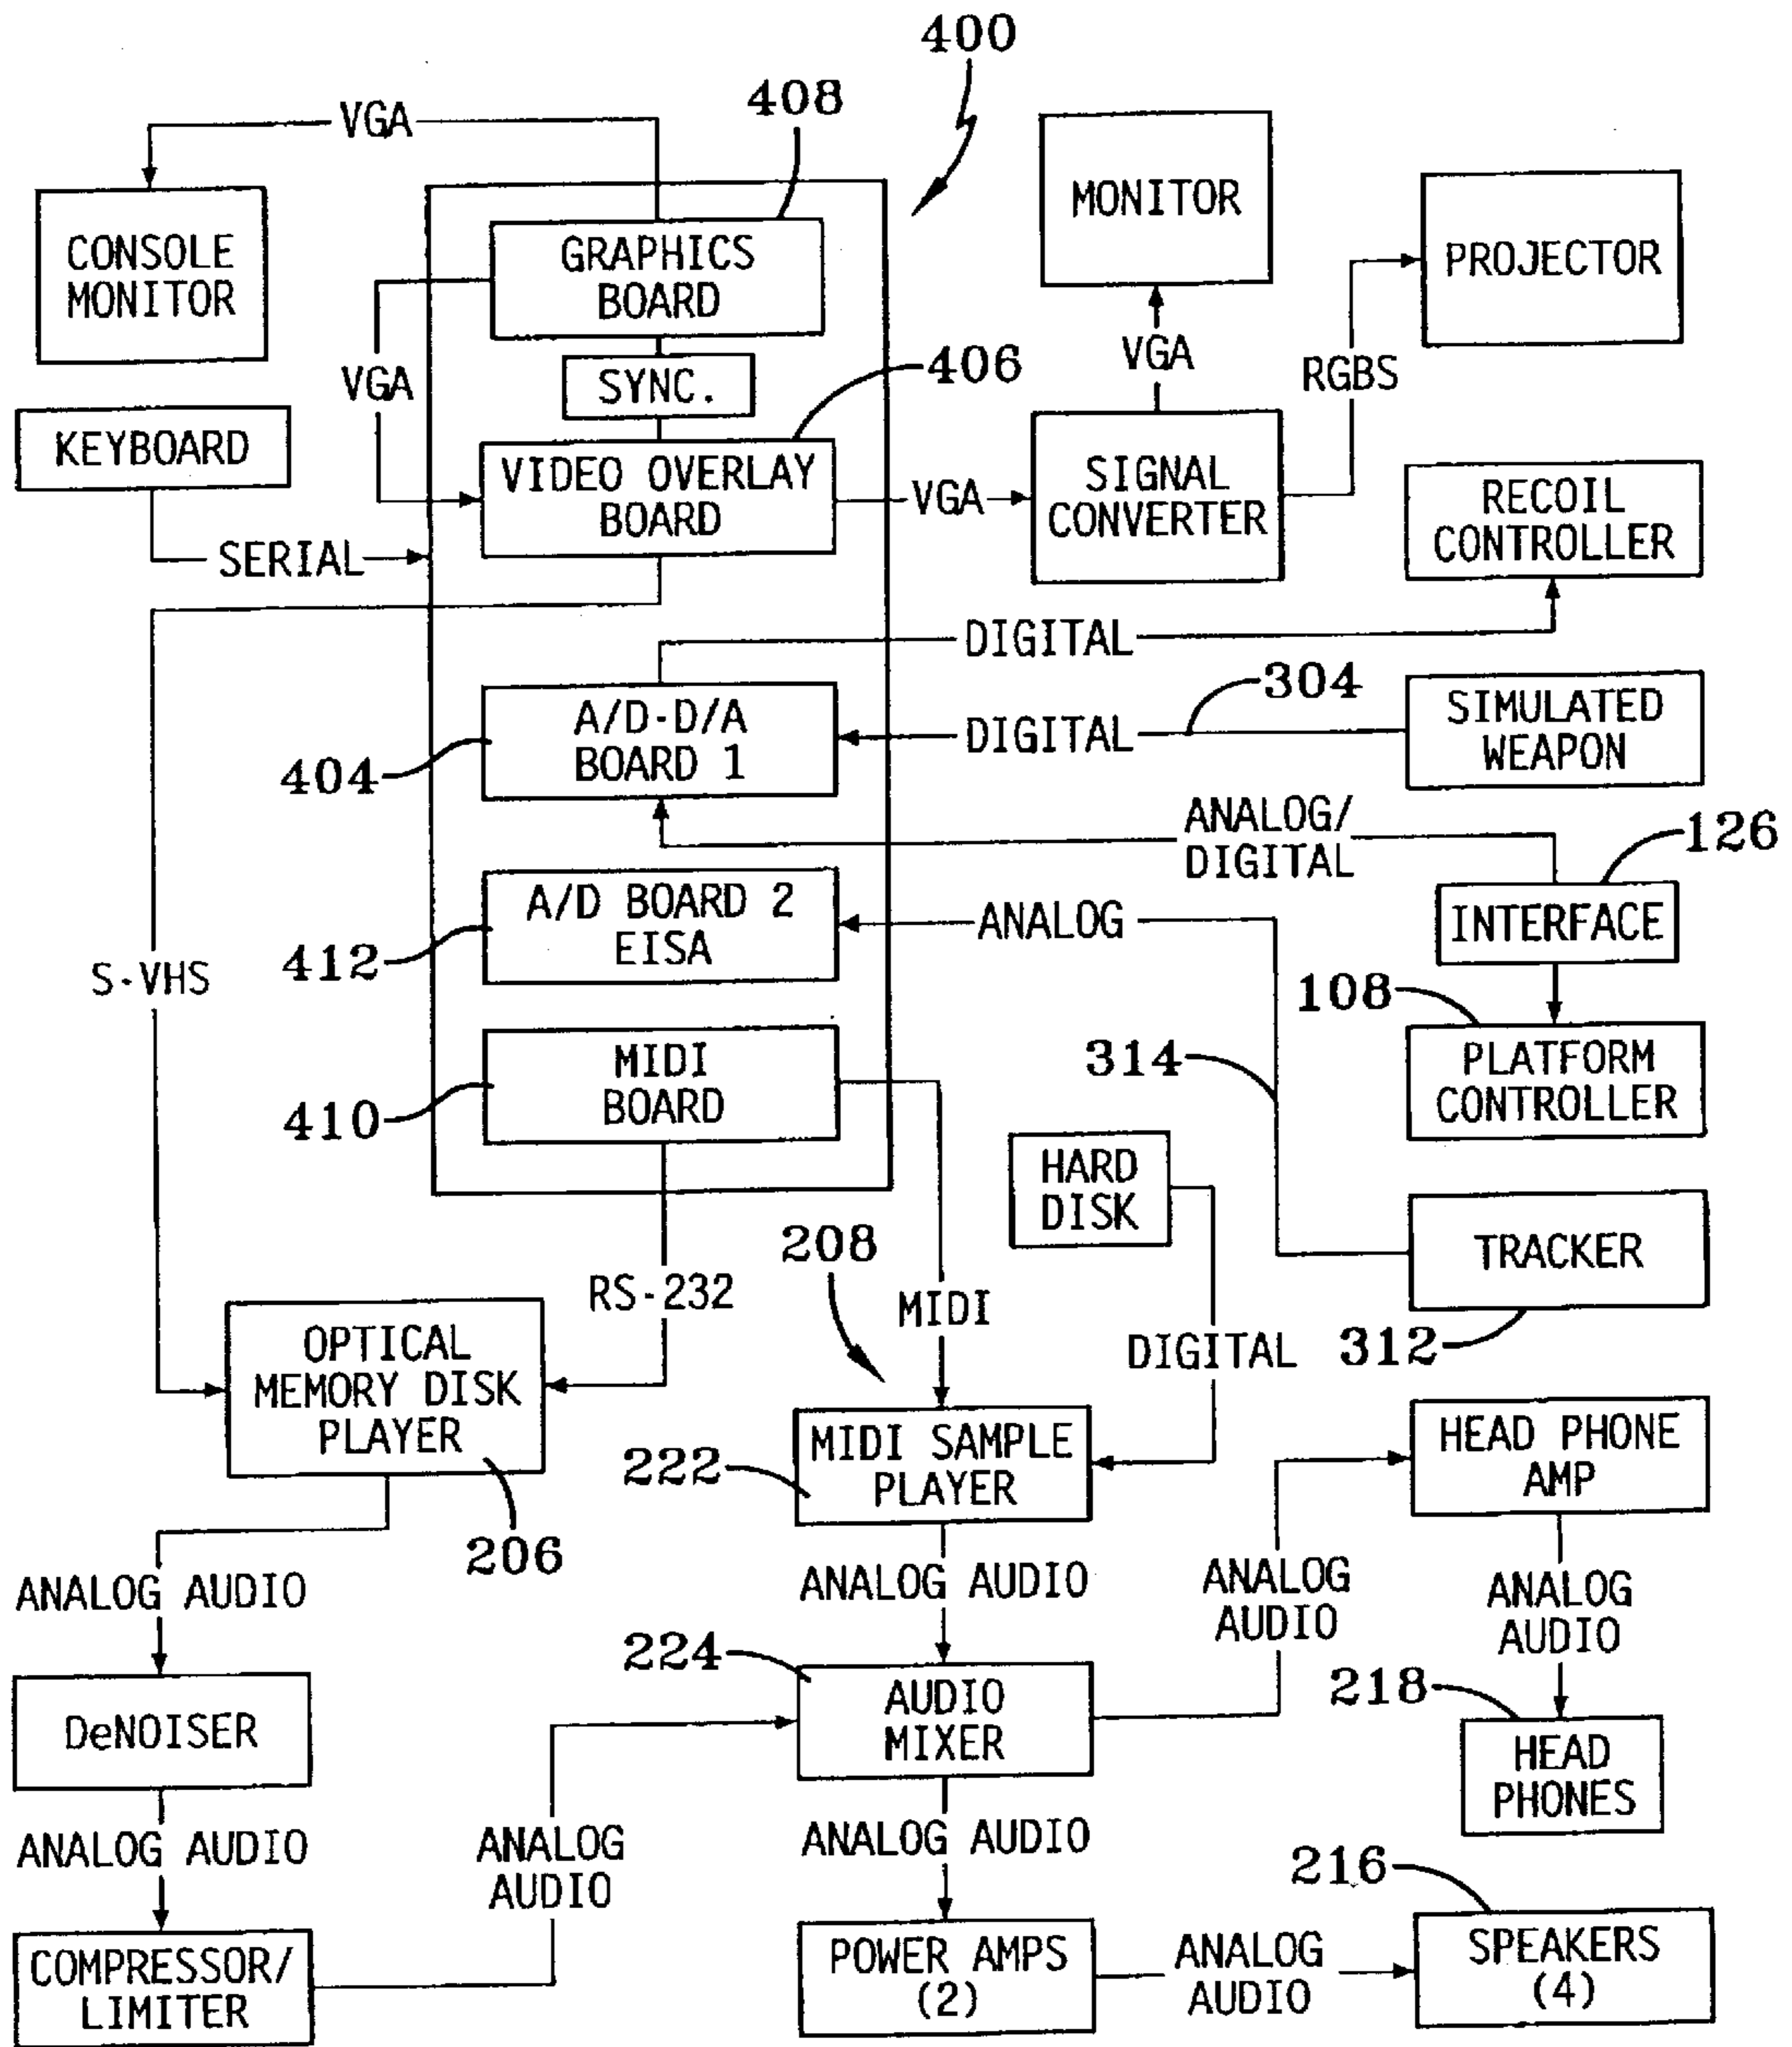 400
408
VGA
MONITOR
PROJECTOR
CONSOLE
MONITOR
GRAPHICS
BOARD
VGA
SYNC.
406
VGA
RGBS
KEYBOARD
VIDEO OVERLAY
BOARD
VGA
SIGNAL
CONVERTER
RECOIL
CONTROLLER
SERIAL
DIGITAL
304
A/D-D/A
BOARD 1
DIGITAL
SIMULATED
WEAPON
404
ANALOG/
DIGITAL
126
A/D BOARD 2
EISA
ANALOG
INTERFACE
412
S-VHS
108
314
MIDI
BOARD
PLATFORM
CONTROLLER
410
HARD
DISK
208
TRACKER
RS-232
MIDI
DIGITAL
312
OPTICAL
MEMORY DISK
PLAYER
MIDI SAMPLE
PLAYER
HEAD PHONE
AMP
222
206
ANALOG AUDIO
ANALOG AUDIO
ANALOG
AUDIO
ANALOG
AUDIO
224
218
DeNOISER
AUDIO
MIXER
HEAD
PHONES
ANALOG AUDIO
ANALOG
AUDIO
ANALOG AUDIO
216
COMPRESSOR/
LIMITER
POWER AMPS
(2)
ANALOG
AUDIO
SPEAKERS
(4)